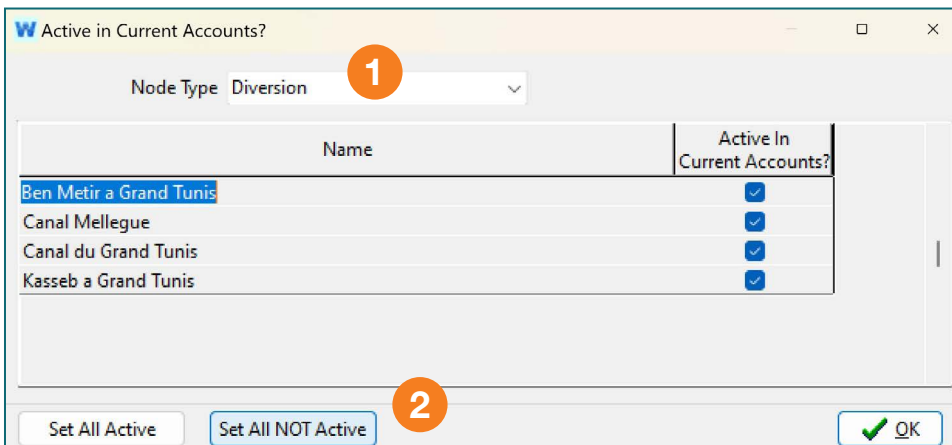 W Active in Current Accounts?
1
Node Type Diversion
Name
Active In
Current Accounts?
Ben Metir a Grand Tunis
Canal Mellegue
Canal du Grand Tunis
Kasseb a Grand Tunis
2
Set All Active Set All NOT Active OK